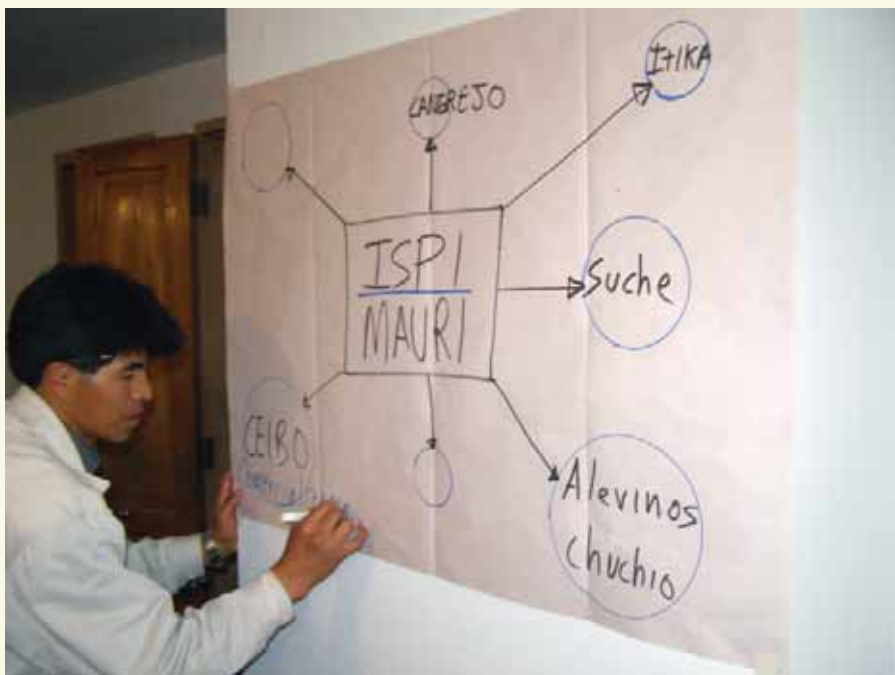 CANGREJO
ITIKA
ISPI
MAURI
Suche
CEIBO
Alevinos
Chuchio